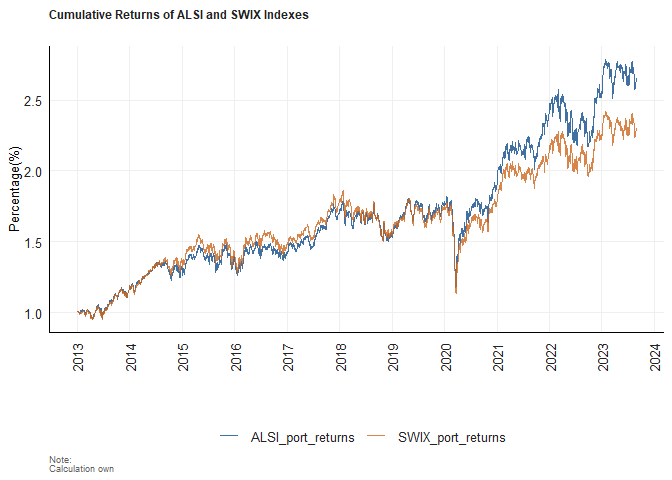 Cumulative Returns of ALSI and SWIX Indexes
Percentage(%)
2.5
2.0
1.5
1.0
2013 2014 2015 2016 2017 2018 2019 2020 2021 2022 2023 2024
ALSI_port_returns SWIX_port_returns
Note:
Calculation own